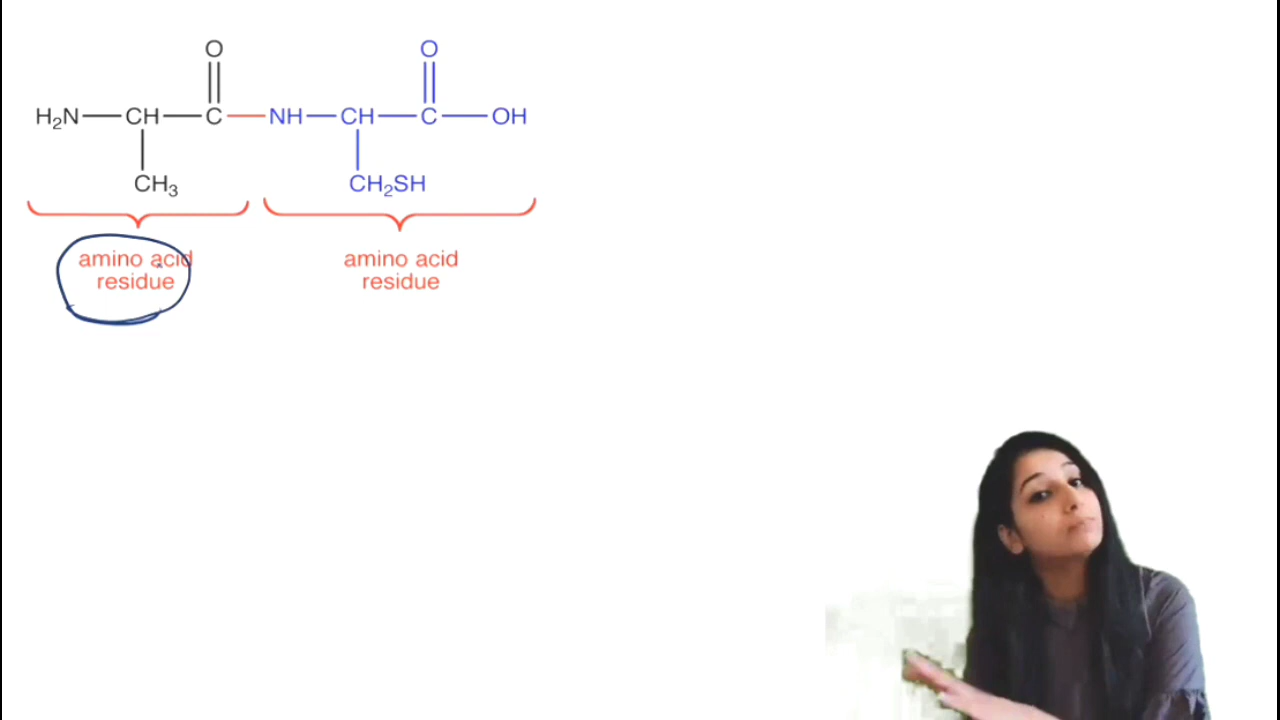 O O
H₂N—CH—C—NH—CH—C—OH
CH₃ CH₂SH
amino acid amino acid
residue residue